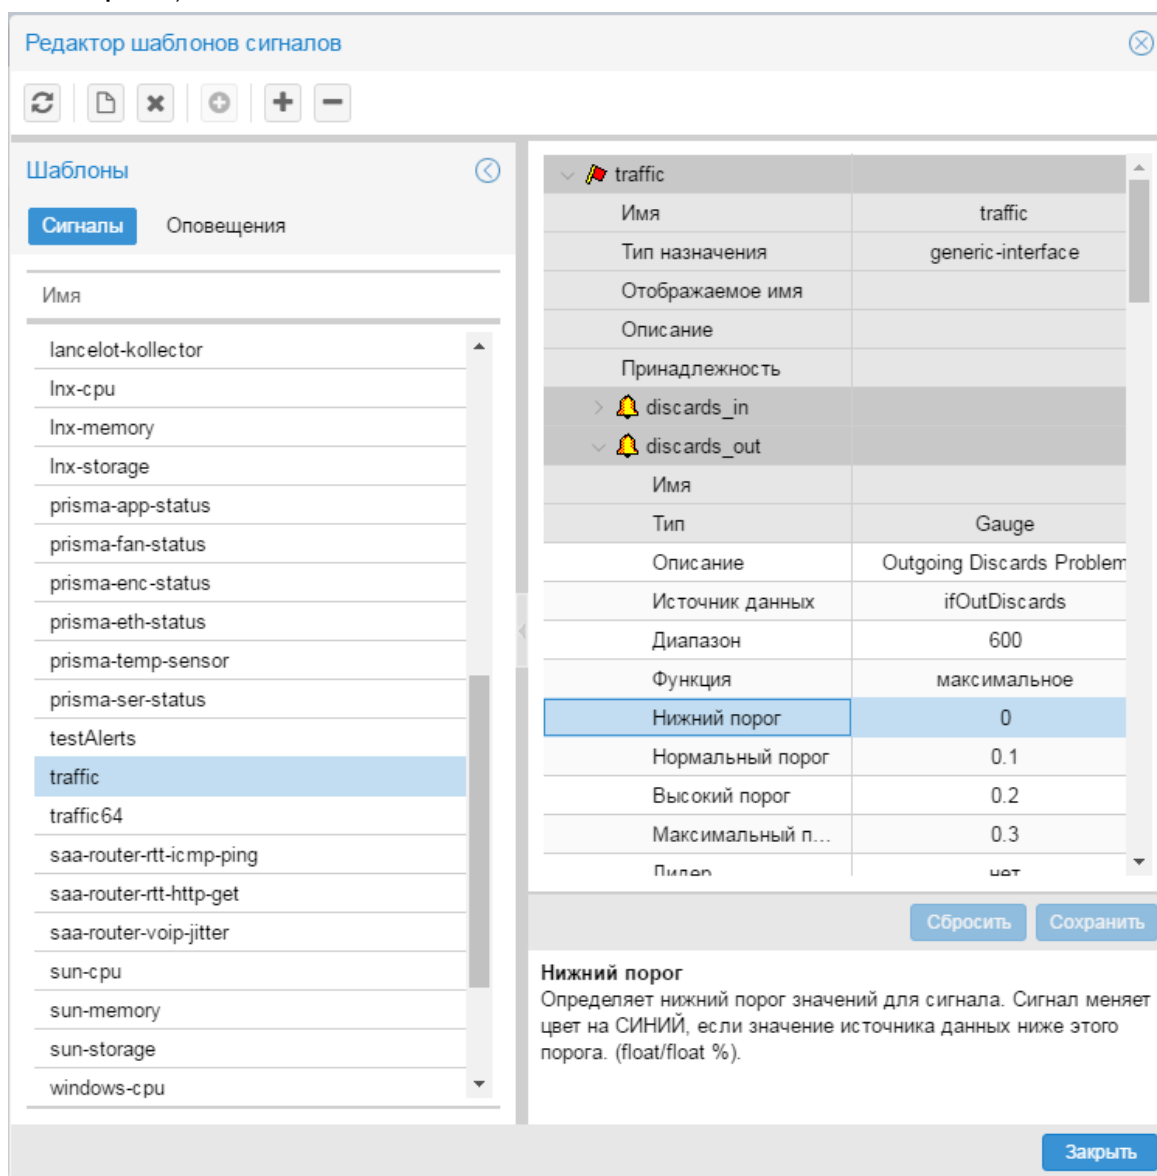 Редактор шаблонов сигналов
Шаблоны
Сигналы Оповещения
Имя
lancelot-kollector
lnx-cpu
lnx-memory
lnx-storage
prisma-app-status
prisma-fan-status
prisma-enc-status
prisma-eth-status
prisma-temp-sensor
prisma-ser-status
testAlerts
traffic
traffic64
saa-router-rtt-icmp-ping
saa-router-rtt-http-get
saa-router-voip-jitter
sun-cpu
sun-memory
sun-storage
windows-cpu
traffic
Имя traffic
Тип назначения generic-interface
Отображаемое имя
Описание
Принадлежность
discards_in
discards_out
Имя
Тип Gauge
Описание Outgoing Discards Problem
Источник данных ifOutDiscards
Диапазон 600
Функция максимальное
Нижний порог 0
Нормальный порог 0.1
Высокий порог 0.2
Максимальный п... 0.3
Лидер нет
Сбросить Сохранить
Нижний порог
Определяет нижний порог значений для сигнала. Сигнал меняет
цвет на СИНИЙ, если значение источника данных ниже этого
порога. (float/float %).
Закрыть